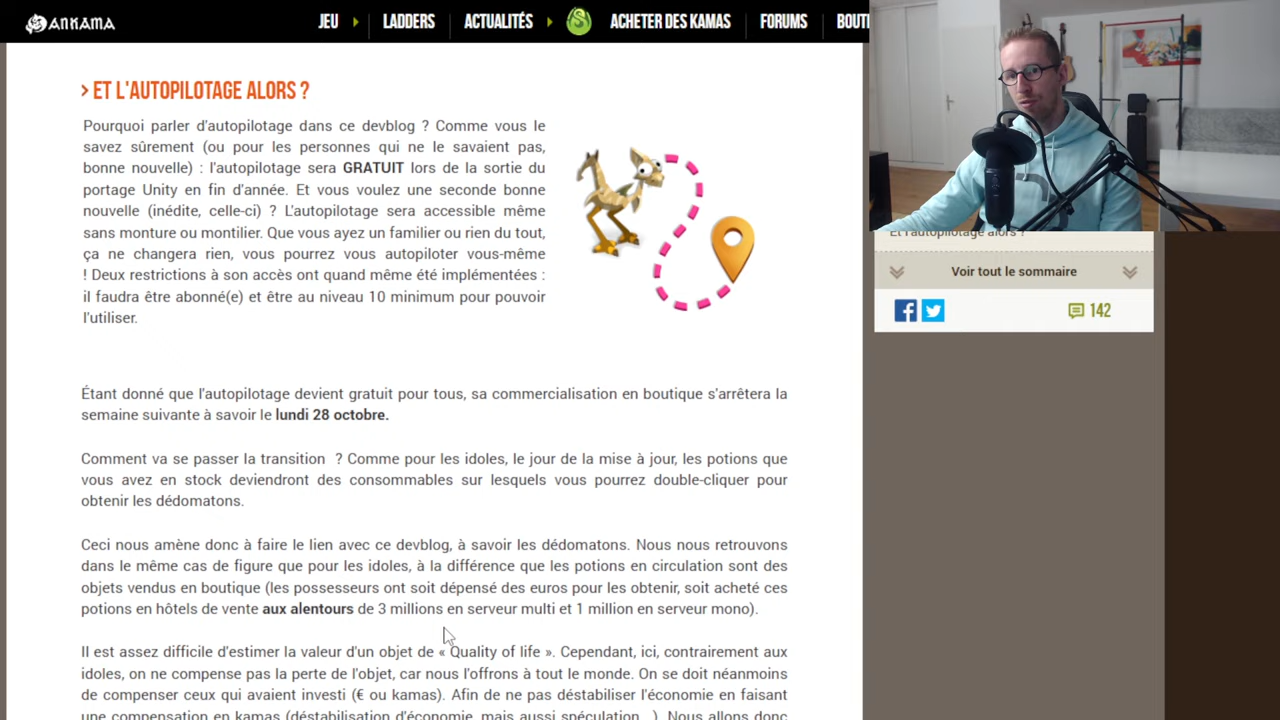 ANKAMA
JEU
LADDERS
ACTUALITÉS
ACHETER DES KAMAS
FORUMS
BOUTI
> ET L'AUTOPILOTAGE ALORS ?
Pourquoi parler d'autopilotage dans ce devblog ? Comme vous le
savez sûrement (ou pour les personnes qui ne le savaient pas,
bonne nouvelle) : l'autopilotage sera GRATUIT lors de la sortie du
portage Unity en fin d'année. Et vous voulez une seconde bonne
nouvelle (inédite, celle-ci) ? L'autopilotage sera accessible même
sans monture ou montilier. Que vous ayez un familier ou rien du tout,
ça ne changera rien, vous pourrez vous autopiloter vous-même
! Deux restrictions à son accès ont quand même été implémentées :
il faudra être abonné(e) et être au niveau 10 minimum pour pouvoir
l'utiliser.
Étant donné que l'autopilotage devient gratuit pour tous, sa commercialisation en boutique s'arrêtera la
semaine suivante à savoir le lundi 28 octobre.
Comment va se passer la transition ? Comme pour les idoles, le jour de la mise à jour, les potions que
vous avez en stock deviendront des consommables sur lesquels vous pourrez double-cliquer pour
obtenir les dédomatons.
Ceci nous amène donc à faire le lien avec ce devblog, à savoir les dédomatons. Nous nous retrouvons
dans le même cas de figure que pour les idoles, à la différence que les potions en circulation sont des
objets vendus en boutique (les possesseurs ont soit dépensé des euros pour les obtenir, soit acheté ces
potions en hôtels de vente aux alentours de 3 millions en serveur multi et 1 million en serveur mono).
Il est assez difficile d'estimer la valeur d'un objet de « Quality of life ». Cependant, ici, contrairement aux
idoles, on ne compense pas la perte de l'objet, car nous l'offrons à tout le monde. On se doit néanmoins
de compenser ceux qui avaient investi (€ ou kamas). Afin de ne pas déstabiliser l'économie en faisant
une compensation en kamas (déstabilisation d'économie, mais aussi spéculation...). Nous allons donc
Et l'autopilotage alors ?
Voir tout le sommaire
142